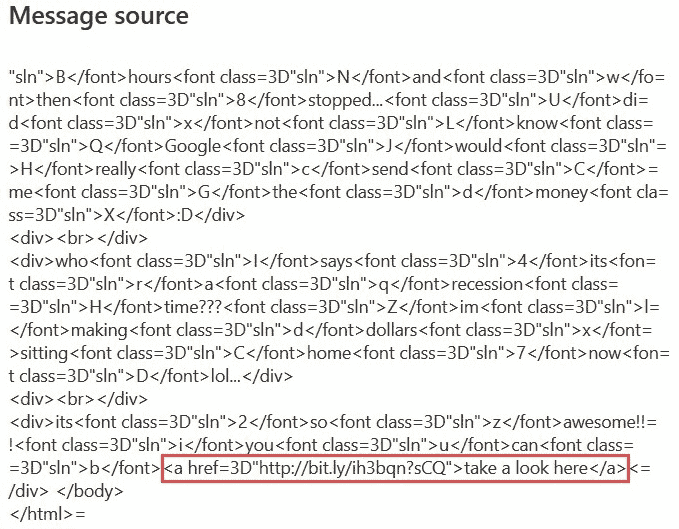 Message source
"sln">B</font>hours<font class=3D"sln">N</font>and<font class=3D"sln">w</fo=
nt>then<font class=3D"sln">8</font>stopped...<font class=3D"sln">U</font>di=
d<font class=3D"sln">x</font>not<font class=3D"sln">L</font>know<font class=
=3D"sln">Q</font>Google<font class=3D"sln">J</font>would<font class=3D"sln"=
>H</font>really<font class=3D"sln">c</font>send<font class=3D"sln">C</font>=
me<font class=3D"sln">G</font>the<font class=3D"sln">d</font>money<font cla=
ss=3D"sln">X</font>:D</div>
<div><br></div>
<div>who<font class=3D"sln">I</font>says<font class=3D"sln">4</font>its<fon=
t class=3D"sln">r</font>a<font class=3D"sln">q</font>recession<font class=
=3D"sln">H</font>time???<font class=3D"sln">Z</font>im<font class=3D"sln">l=
</font>making<font class=3D"sln">d</font>dollars<font class=3D"sln">x</font=
>sitting<font class=3D"sln">C</font>home<font class=3D"sln">7</font>now<fon=
t class=3D"sln">D</font>lol...</div>
<div><br></div>
<div>its<font class=3D"sln">2</font>so<font class=3D"sln">z</font>awesome!!=
!<font class=3D"sln">i</font>you<font class=3D"sln">u</font>can<font class=
=3D"sln">b</font><a href=3D"http://bit.ly/ih3bqn?sCQ">take a look here</a><=
/div> </body>
</html>=